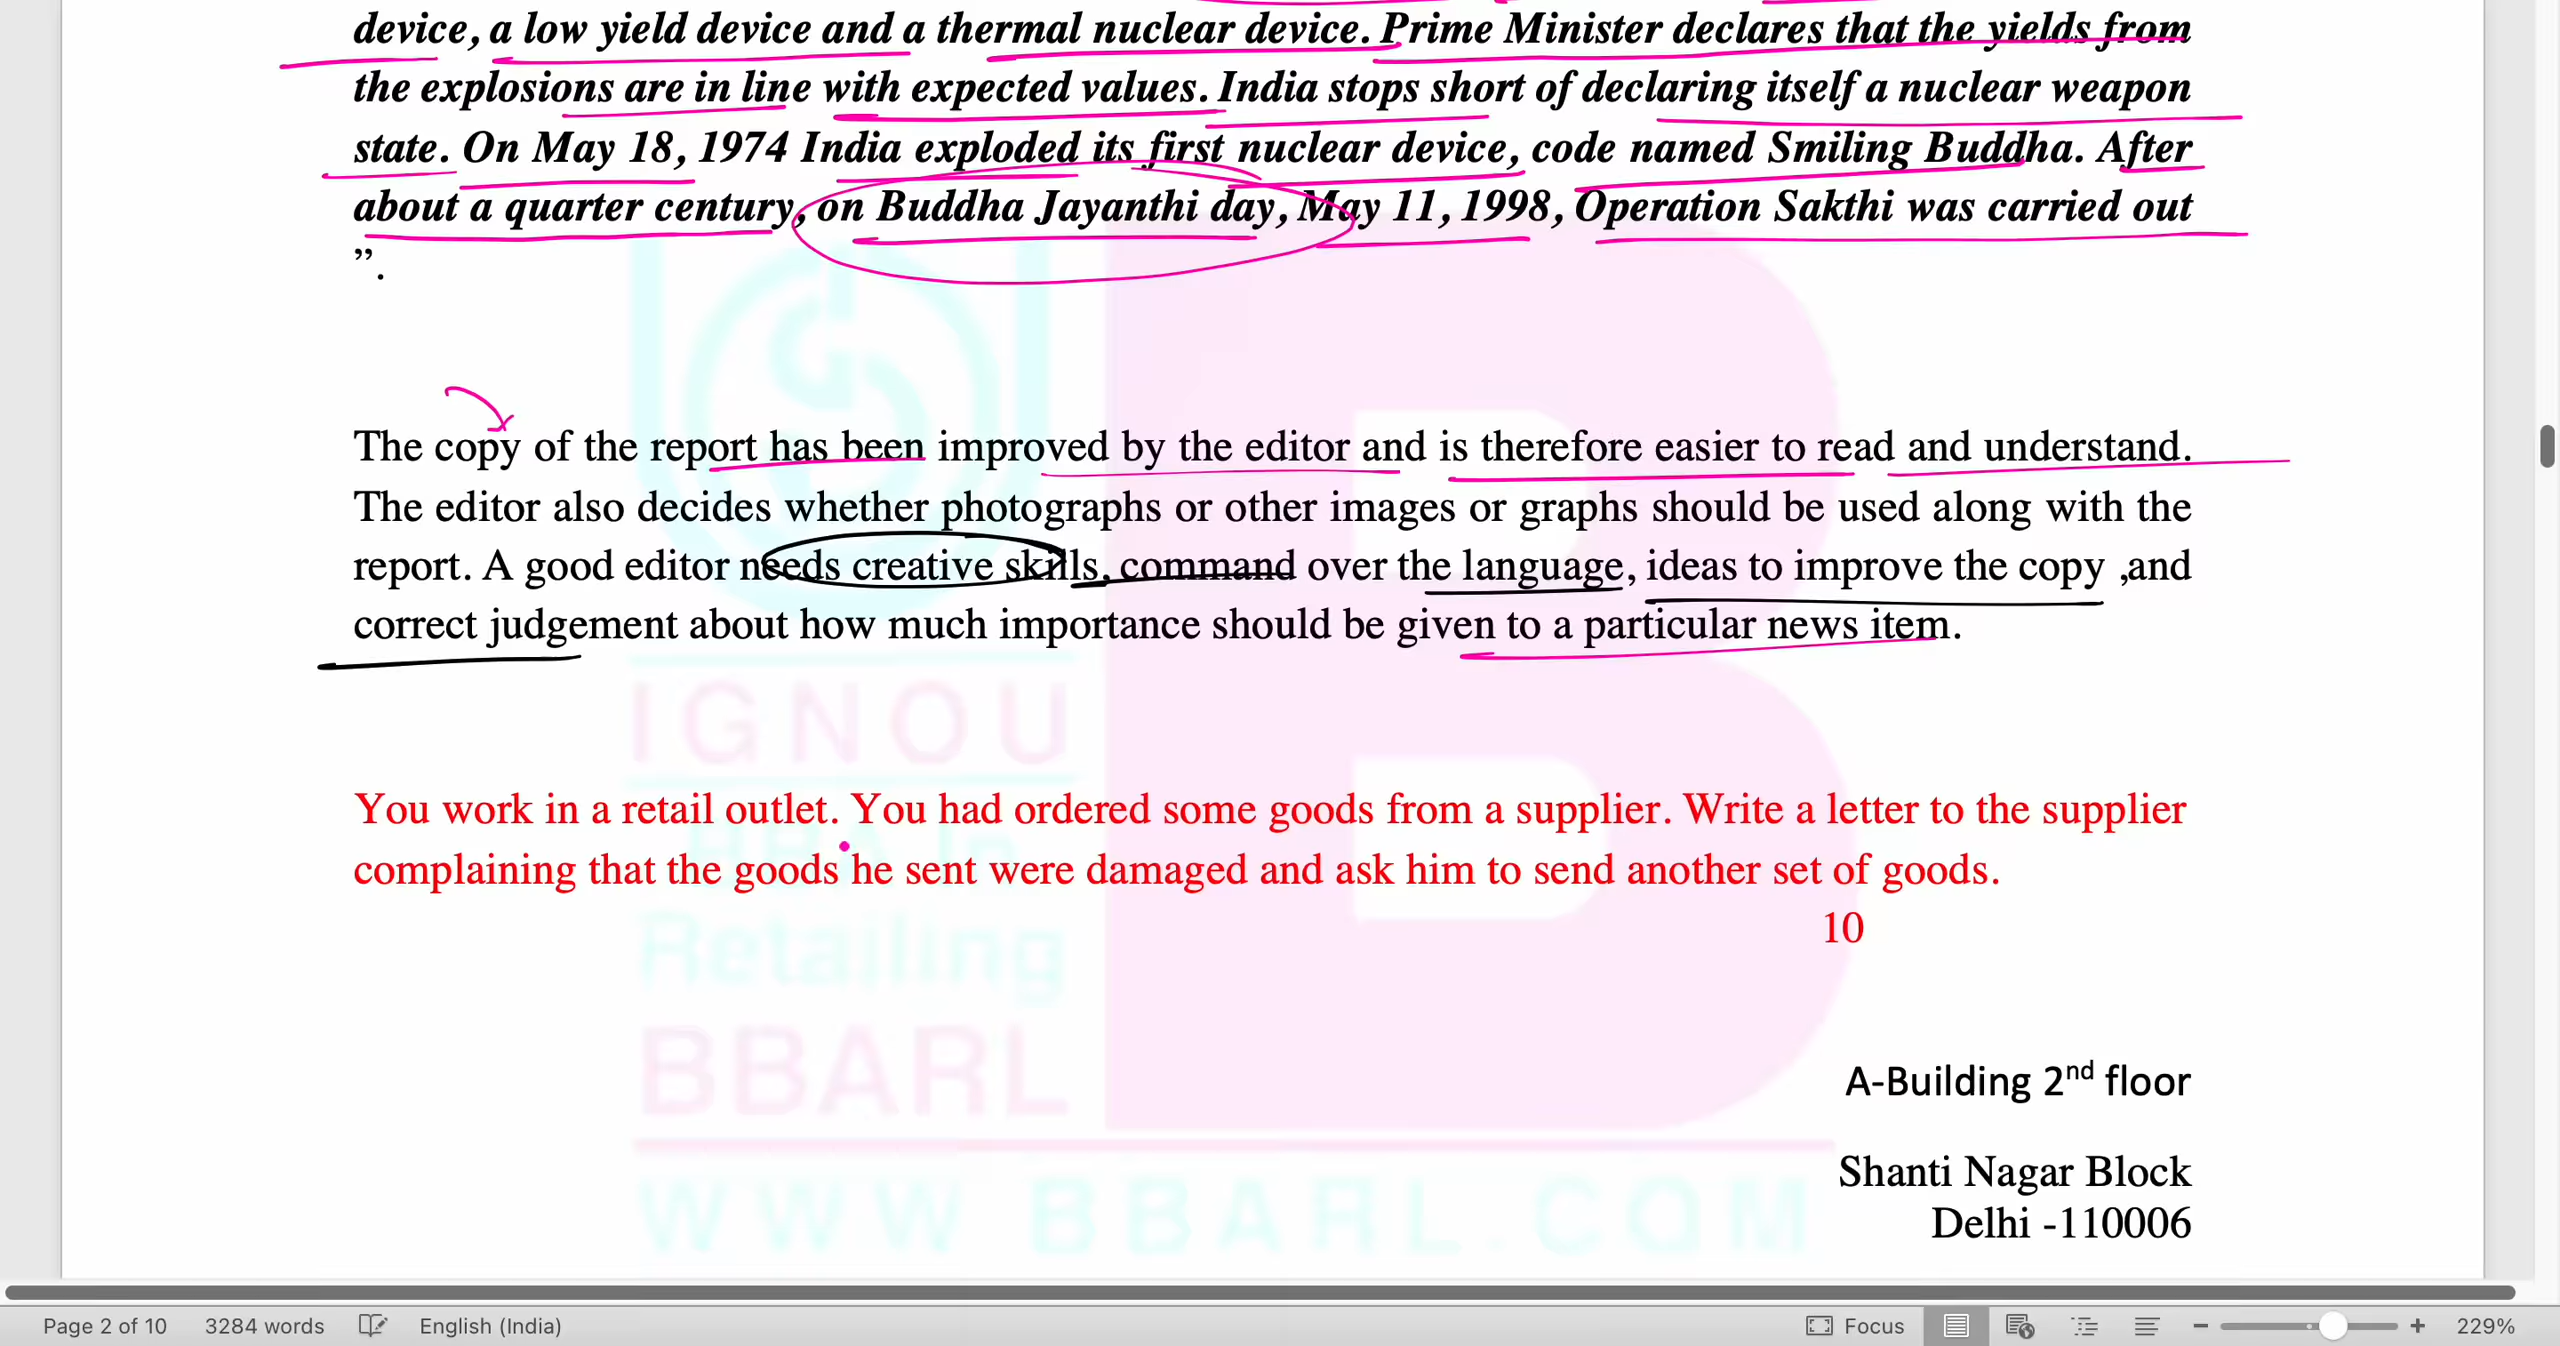 device, a low yield device and a thermal nuclear device. Prime Minister declares that the yields from
the explosions are in line with expected values. India stops short of declaring itself a nuclear weapon
state. On May 18, 1974 India exploded its first nuclear device, code named Smiling Buddha. After
about a quarter century, on Buddha Jayanthi day, May 11, 1998, Operation Sakthi was carried out
”.
The copy of the report has been improved by the editor and is therefore easier to read and understand.
The editor also decides whether photographs or other images or graphs should be used along with the
report. A good editor needs creative skills, command over the language, ideas to improve the copy ,and
correct judgement about how much importance should be given to a particular news item.
IGNOU
You work in a retail outlet. You had ordered some goods from a supplier. Write a letter to the supplier
BBA In
complaining that the goods he sent were damaged and ask him to send another set of goods.
10
Retailing
BBARL
A-Building 2nd floor
Shanti Nagar Block
WWW BBARL.COM
Delhi -110006
Page 2 of 10 3284 words English (India) Focus 229%